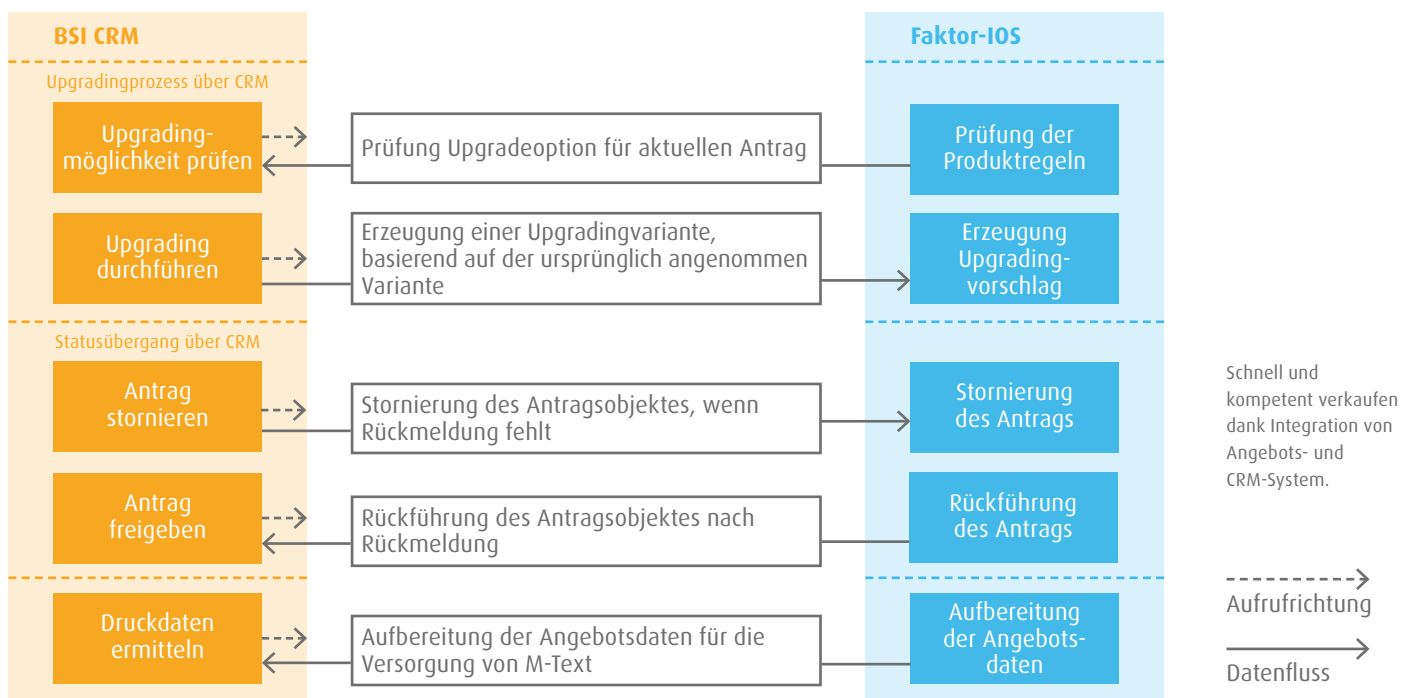 BSI CRM
Faktor-IOS
Upgradingprozess über CRM
Upgrading-
möglichkeit prüfen
Prüfung Upgradeoption für aktuellen Antrag
Prüfung der
Produktregeln
Upgrading
durchführen
Erzeugung einer Upgradingvariante,
basierend auf der ursprünglich angenommen
Variante
Erzeugung
Upgrading-
vorschlag
Statusübergang über CRM
Antrag
stornieren
Stornierung des Antragsobjektes, wenn
Rückmeldung fehlt
Stornierung
des Antrags
Antrag
freigeben
Rückführung des Antragsobjektes nach
Rückmeldung
Rückführung
des Antrags
Druckdaten
ermitteln
Aufbereitung der Angebotsdaten für die
Versorgung von M-Text
Aufbereitung
der Angebots-
daten
Schnell und
kompetent verkaufen
dank Integration von
Angebots- und
CRM-System.
Aufrufrichtung
Datenfluss